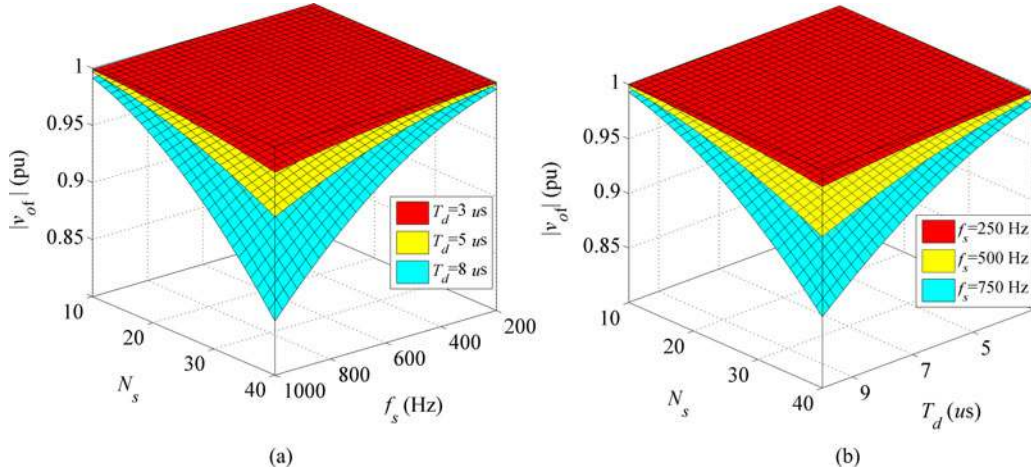 1
0.95
0.9
0.85
|v_of| (pu)
10
20
30
40
N_s
1000
800
600
400
200
f_s (Hz)
T_d=3 us
T_d=5 us
T_d=8 us
(a)
1
0.95
0.9
0.85
|v_of| (pu)
10
20
30
40
N_s
9
7
5
T_d (us)
f_s=250 Hz
f_s=500 Hz
f_s=750 Hz
(b)